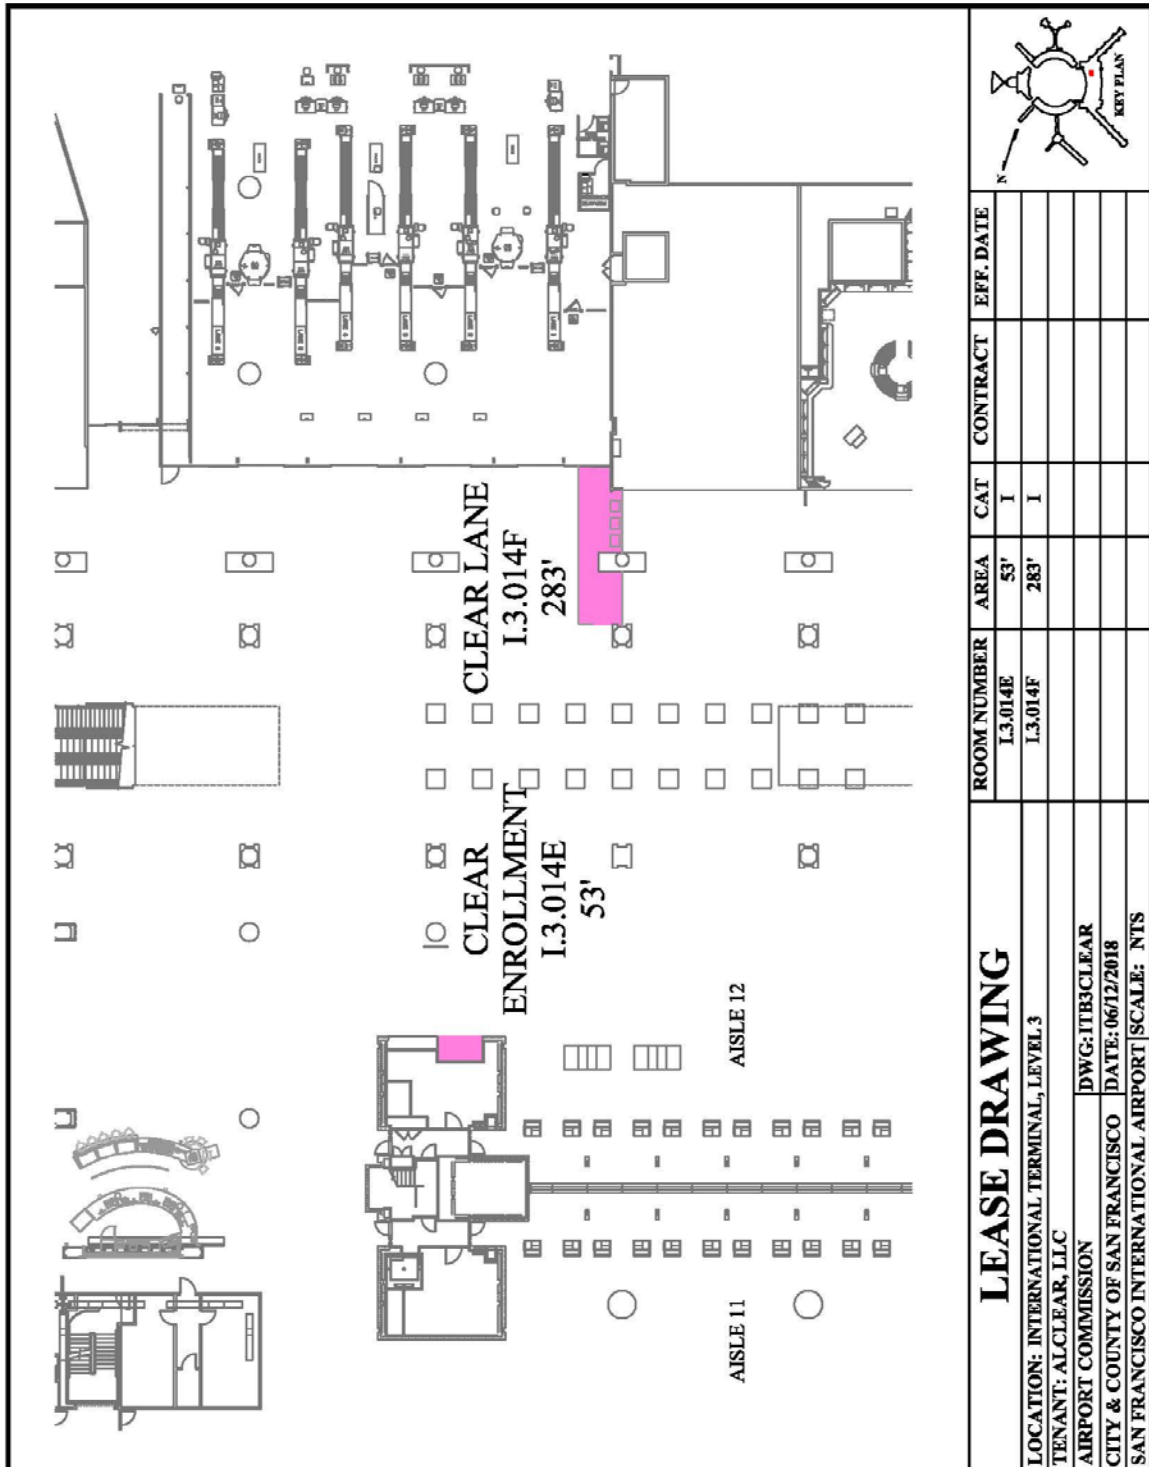 CLEAR LANE
I.3.014F
283'
CLEAR
ENROLLMENT
I.3.014E
53'
AISLE 12
AISLE 11
LEASE DRAWING
LOCATION: INTERNATIONAL TERMINAL, LEVEL 3
TENANT: ALCLEAR, LLC
AIRPORT COMMISSION
DWG:ITB3CLEAR
CITY & COUNTY OF SAN FRANCISCO
DATE: 06/12/2018
SAN FRANCISCO INTERNATIONAL AIRPORT
SCALE: NTS
ROOM NUMBER AREA CAT CONTRACT EFF. DATE
I.3.014E 53' I
I.3.014F 283' I
N
KEY PLAN